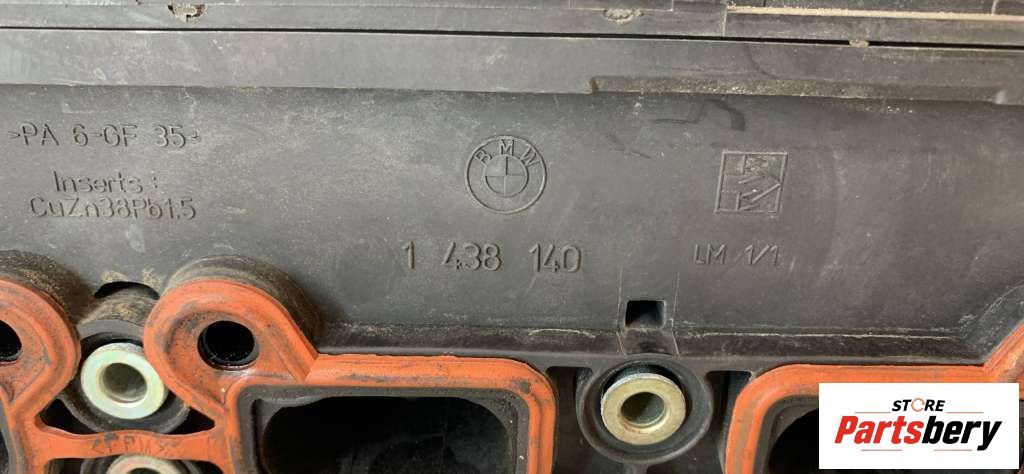 >PA 6-GF 35<
Inserts:
CuZn38Pb1.5
BMW
1 438 140
LM 1/1
STORE
Partsbery